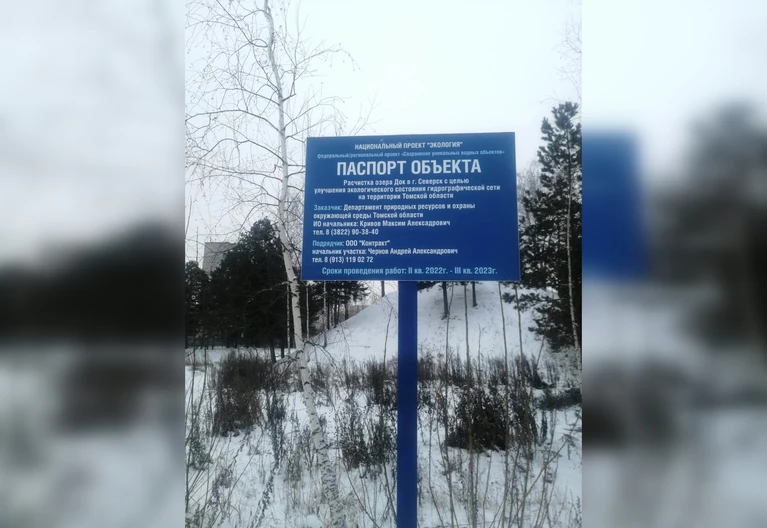 НАЦИОНАЛЬНЫЙ ПРОЕКТ "ЭКОЛОГИЯ"
федеральный/региональный проект «Сохранение уникальных водных объектов»
ПАСПОРТ ОБЪЕКТА
Расчистка озера Док в г. Северск с целью
улучшения экологического состояния гидрографической сети
на территории Томской области
Заказчик: Департамент природных ресурсов и охраны
окружающей среды Томской области
ИО начальника: Кривов Максим Алексадрович
тел. 8 (3822) 90-38-40
Подрядчик: ООО "Контракт"
начальник участка: Чернов Андрей Александрович
тел. 8 (913) 119 02 72
Сроки проведения работ: II кв. 2022г. - III кв. 2023г.